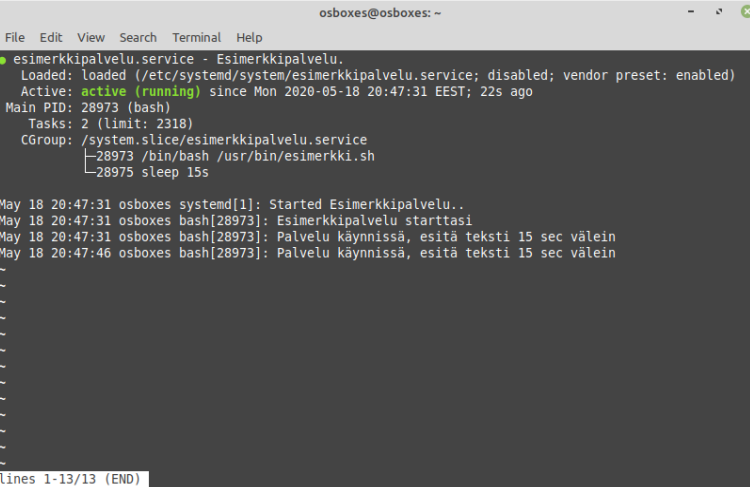 osboxes@osboxes: ~
File Edit View Search Terminal Help
● esimerkkipalvelu.service - Esimerkkipalvelu.
Loaded: loaded (/etc/systemd/system/esimerkkipalvelu.service; disabled; vendor preset: enabled)
Active: active (running) since Mon 2020-05-18 20:47:31 EEST; 22s ago
Main PID: 28973 (bash)
Tasks: 2 (limit: 2318)
CGroup: /system.slice/esimerkkipalvelu.service
├─28973 /bin/bash /usr/bin/esimerkki.sh
└─28975 sleep 15s
May 18 20:47:31 osboxes systemd[1]: Started Esimerkkipalvelu..
May 18 20:47:31 osboxes bash[28973]: Esimerkkipalvelu starttasi
May 18 20:47:31 osboxes bash[28973]: Palvelu käynnissä, esitä teksti 15 sec välein
May 18 20:47:46 osboxes bash[28973]: Palvelu käynnissä, esitä teksti 15 sec välein
~
~
~
~
~
~
~
~
~
~
~
~
~
lines 1-13/13 (END)